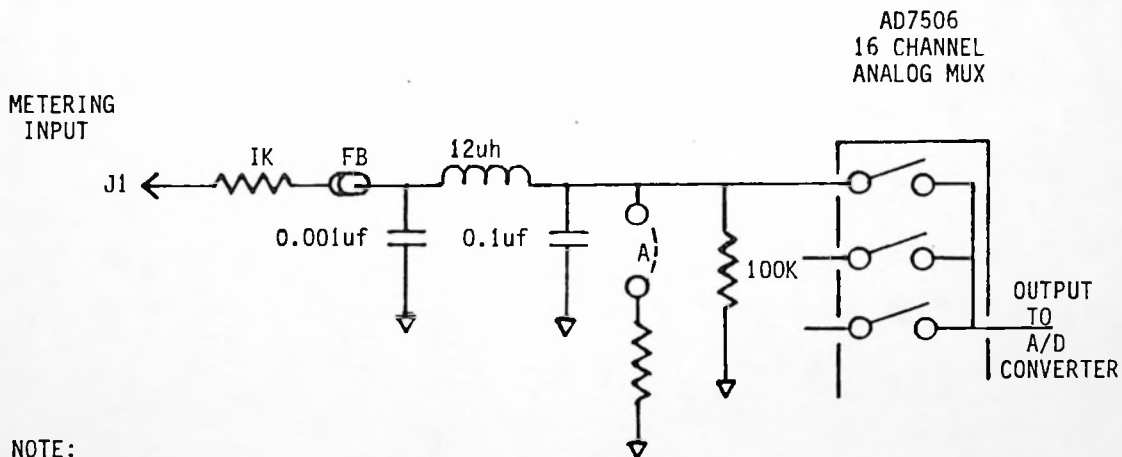 AD7506
16 CHANNEL
ANALOG MUX
METERING
INPUT
J1
IK
FB
12uh
0.001uf
0.1uf
A
100K
OUTPUT
TO
A/D
CONVERTER
NOTE: